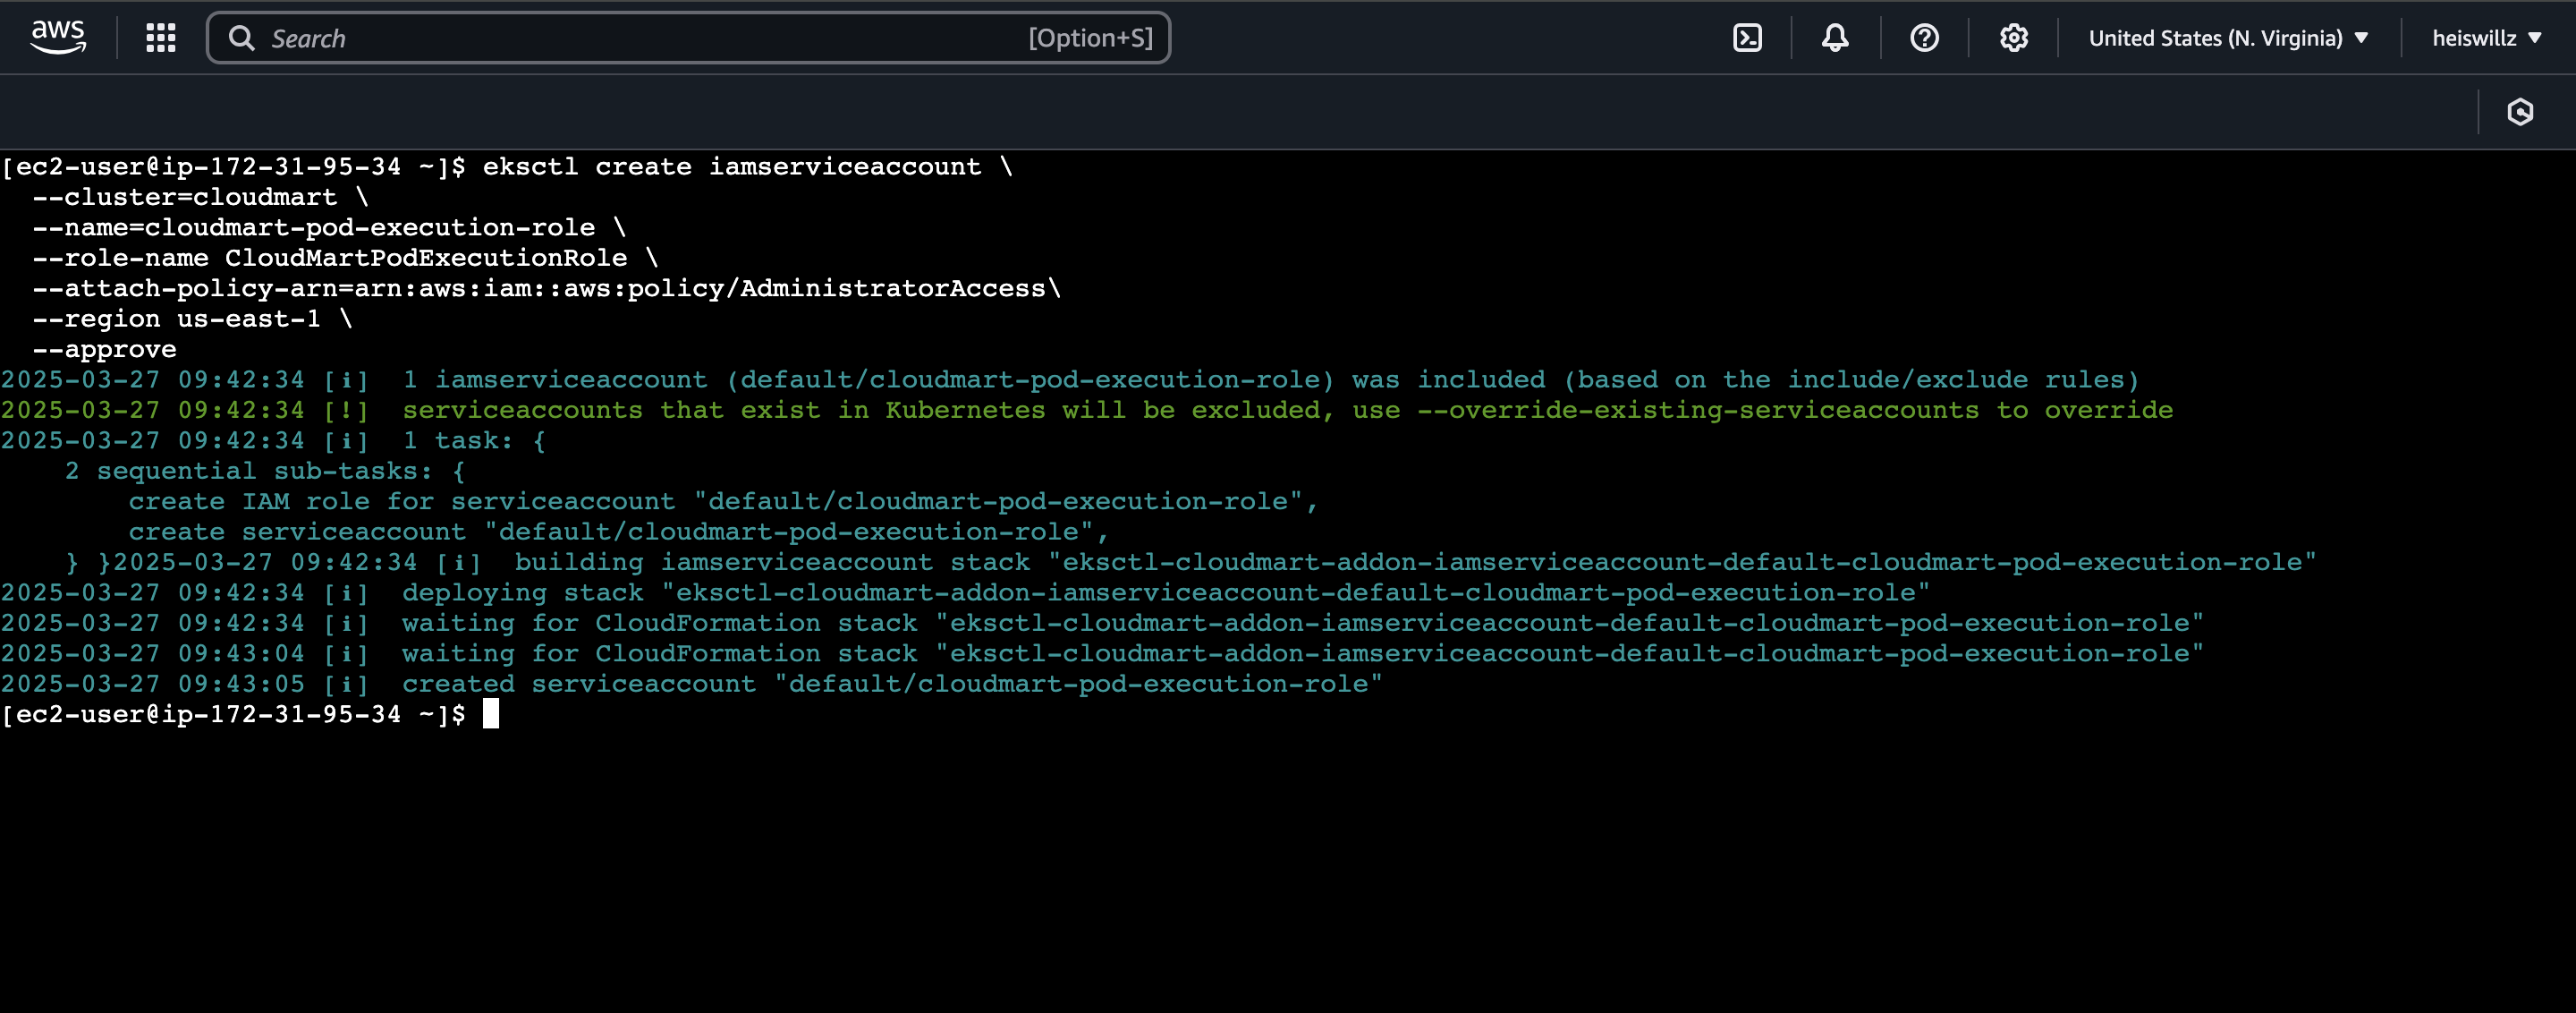 aws
Search [Option+S]
United States (N. Virginia)
heiswillz
[ec2-user@ip-172-31-95-34 ~]$ eksctl create iamserviceaccount \
  --cluster=cloudmart \
  --name=cloudmart-pod-execution-role \
  --role-name CloudMartPodExecutionRole \
  --attach-policy-arn=arn:aws:iam::aws:policy/AdministratorAccess\
  --region us-east-1 \
  --approve
2025-03-27 09:42:34 [ℹ]  1 iamserviceaccount (default/cloudmart-pod-execution-role) was included (based on the include/exclude rules)
2025-03-27 09:42:34 [!]  serviceaccounts that exist in Kubernetes will be excluded, use --override-existing-serviceaccounts to override
2025-03-27 09:42:34 [ℹ]  1 task: {
    2 sequential sub-tasks: {
        create IAM role for serviceaccount "default/cloudmart-pod-execution-role",
        create serviceaccount "default/cloudmart-pod-execution-role",
    } }2025-03-27 09:42:34 [ℹ]  building iamserviceaccount stack "eksctl-cloudmart-addon-iamserviceaccount-default-cloudmart-pod-execution-role"
2025-03-27 09:42:34 [ℹ]  deploying stack "eksctl-cloudmart-addon-iamserviceaccount-default-cloudmart-pod-execution-role"
2025-03-27 09:42:34 [ℹ]  waiting for CloudFormation stack "eksctl-cloudmart-addon-iamserviceaccount-default-cloudmart-pod-execution-role"
2025-03-27 09:43:04 [ℹ]  waiting for CloudFormation stack "eksctl-cloudmart-addon-iamserviceaccount-default-cloudmart-pod-execution-role"
2025-03-27 09:43:05 [ℹ]  created serviceaccount "default/cloudmart-pod-execution-role"
[ec2-user@ip-172-31-95-34 ~]$